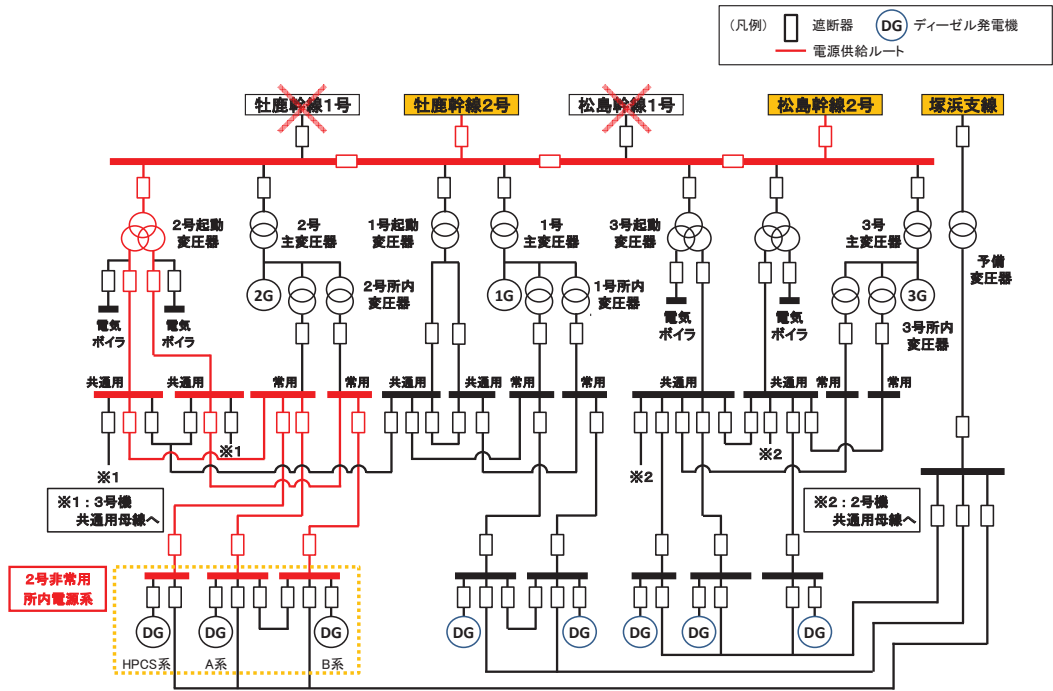 (凡例) 遮断器 DG ディーゼル発電機
電源供給ルート
牡鹿幹線1号
牡鹿幹線2号
松島幹線1号
松島幹線2号
塚浜支線
2号起動
変圧器
2号
主変圧器
1号起動
変圧器
1号
主変圧器
3号起動
変圧器
3号
主変圧器
予備
変圧器
2G
2号所内
変圧器
1G
1号所内
変圧器
3G
3号所内
変圧器
電気
ボイラ
電気
ボイラ
電気
ボイラ
電気
ボイラ
共通用
共通用
常用
常用
共通用
共通用
常用
常用
共通用
共通用
常用
常用
※1
※1
※2
※2
※1:3号機
共通用母線へ
※2:2号機
共通用母線へ
2号非常用
所内電源系
DG
DG
DG
DG
DG
DG
DG
DG
HPCS系
A系
B系